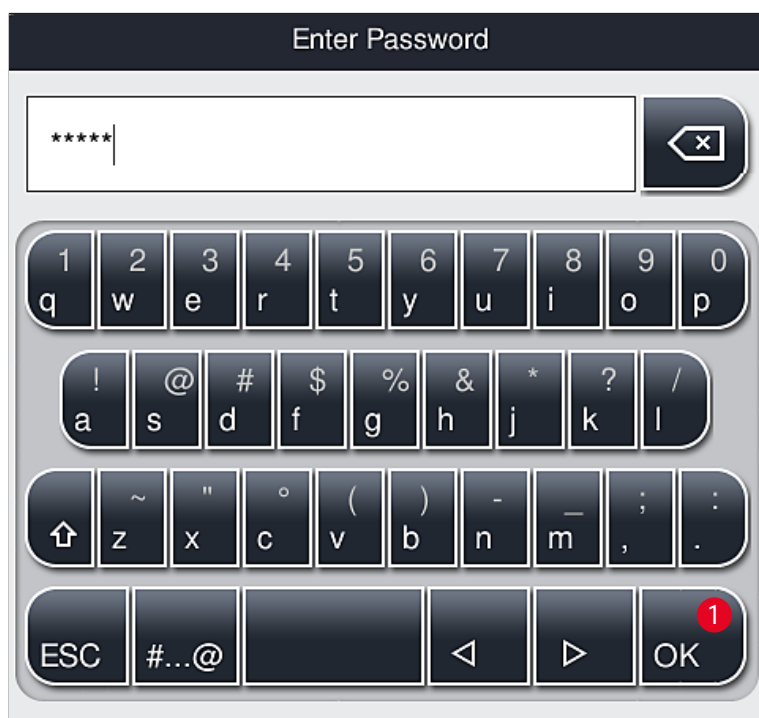 Enter Password
*****
1 2 3 4 5 6 7 8 9 0
q w e r t y u i o p
! @ # $ % & * ? /
a s d f g h j k l
~ " ° ( ) - _ ; :
z x c v b n m , .
1
ESC #...@ OK